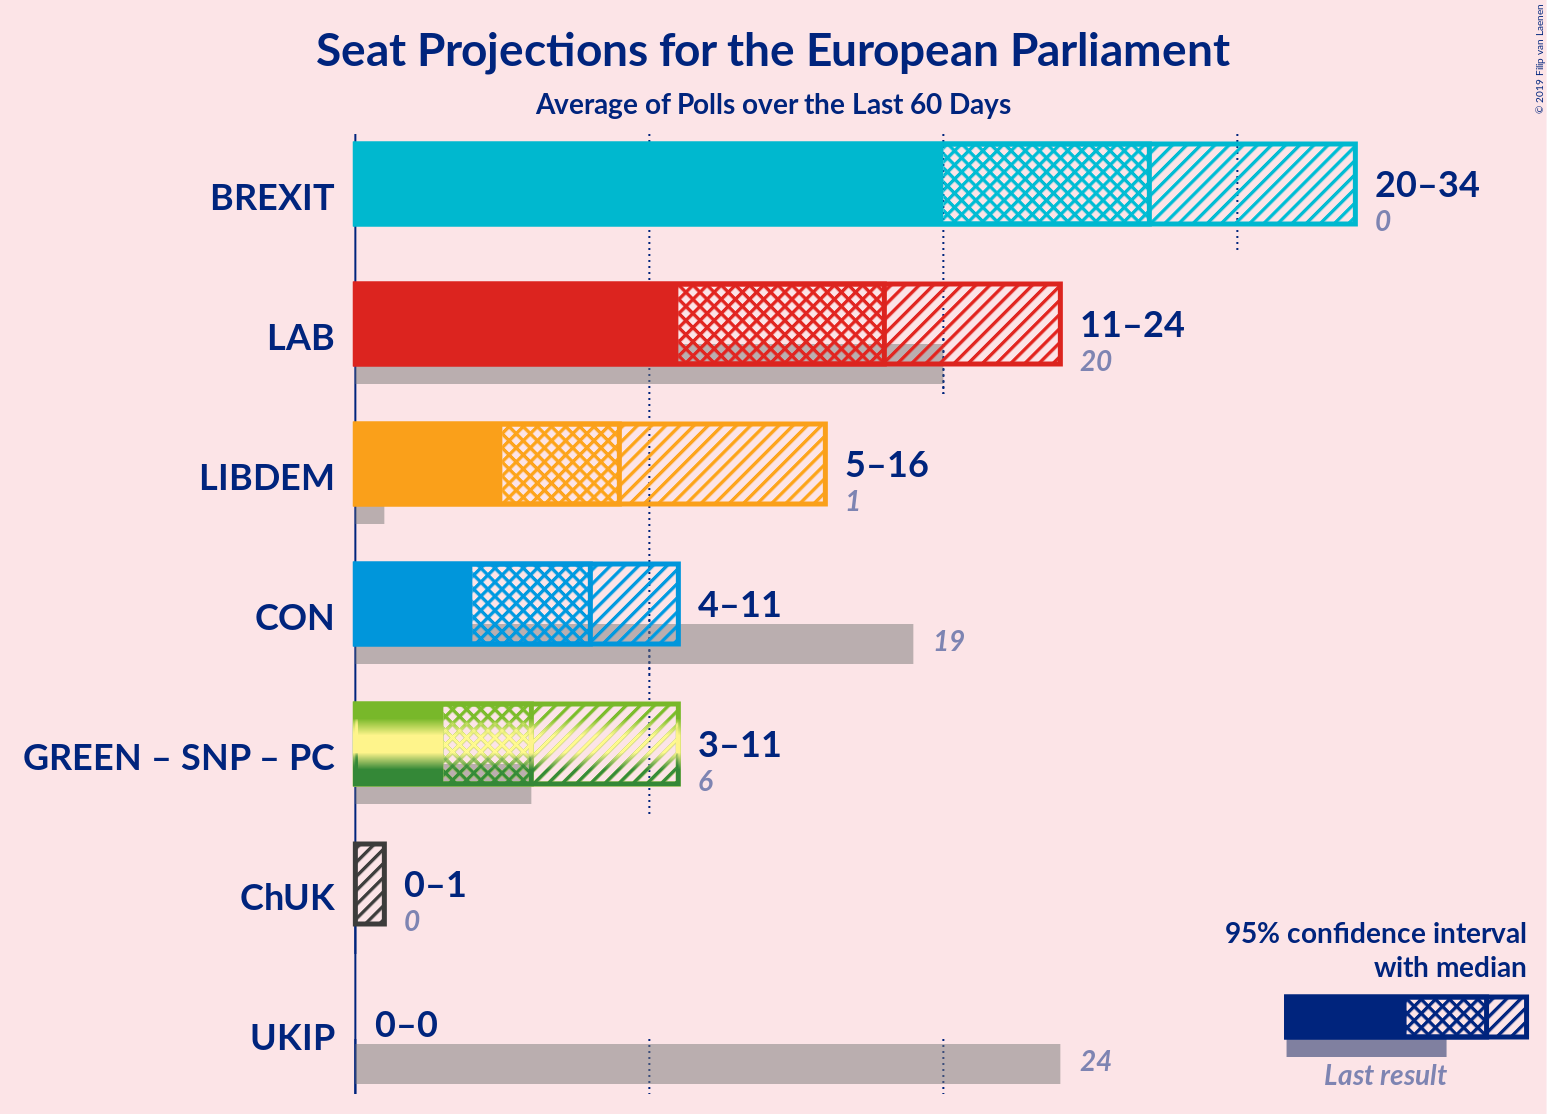 Seat Projections for the European Parliament
Average of Polls over the Last 60 Days
© 2019 Filip van Laenen
BREXIT
20–34
0
LAB
11–24
20
LIBDEM
5–16
1
CON
4–11
19
GREEN – SNP – PC
3–11
6
ChUK
0–1
0
UKIP
0–0
24
95% confidence interval
with median
Last result